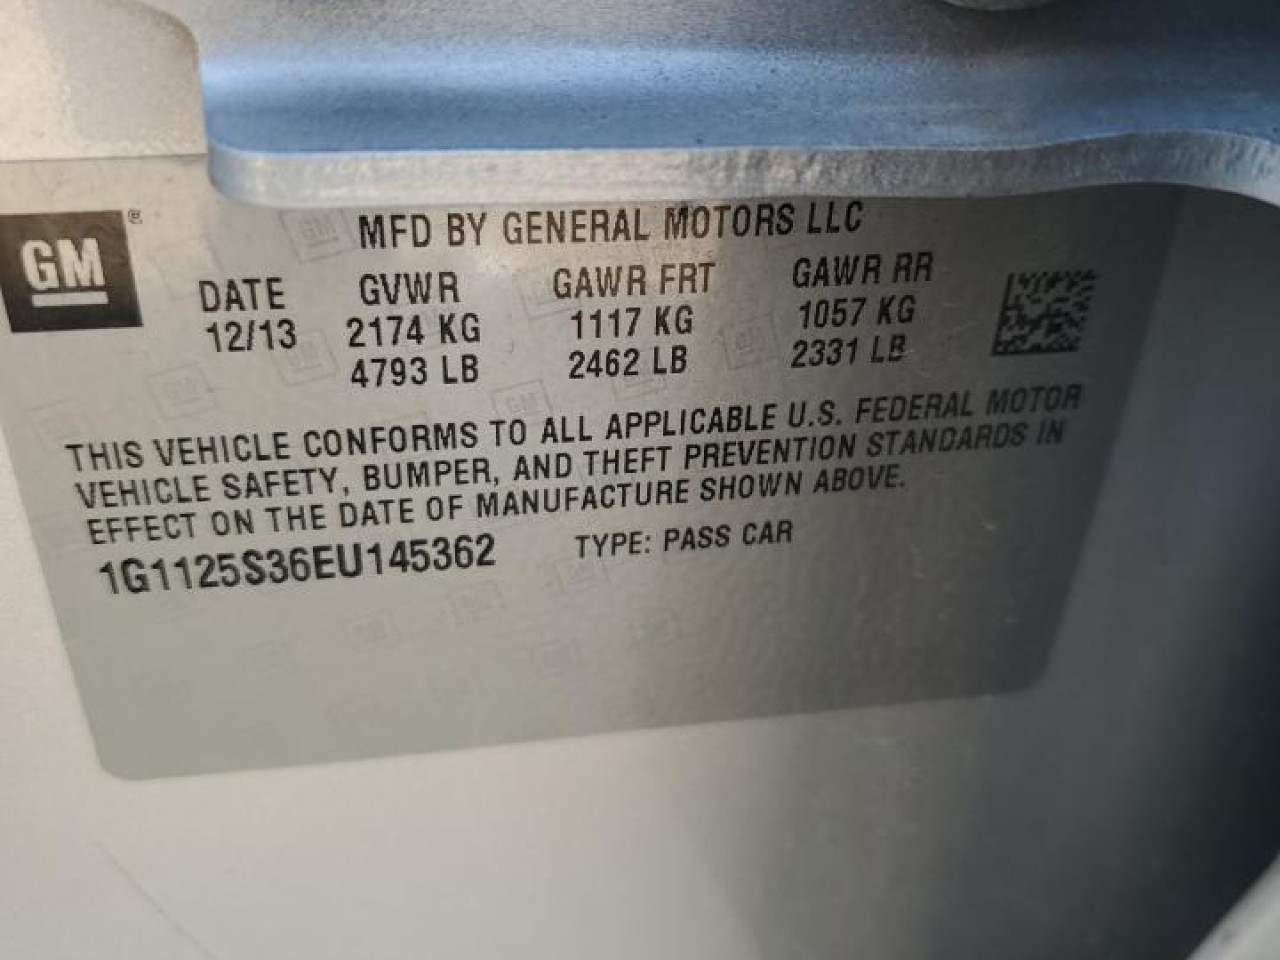 GM ®
MFD BY GENERAL MOTORS LLC
DATE GVWR GAWR FRT GAWR RR
12/13 2174 KG 1117 KG 1057 KG
4793 LB 2462 LB 2331 LB
THIS VEHICLE CONFORMS TO ALL APPLICABLE U.S. FEDERAL MOTOR
VEHICLE SAFETY, BUMPER, AND THEFT PREVENTION STANDARDS IN
EFFECT ON THE DATE OF MANUFACTURE SHOWN ABOVE.
1G1125S36EU145362 TYPE: PASS CAR